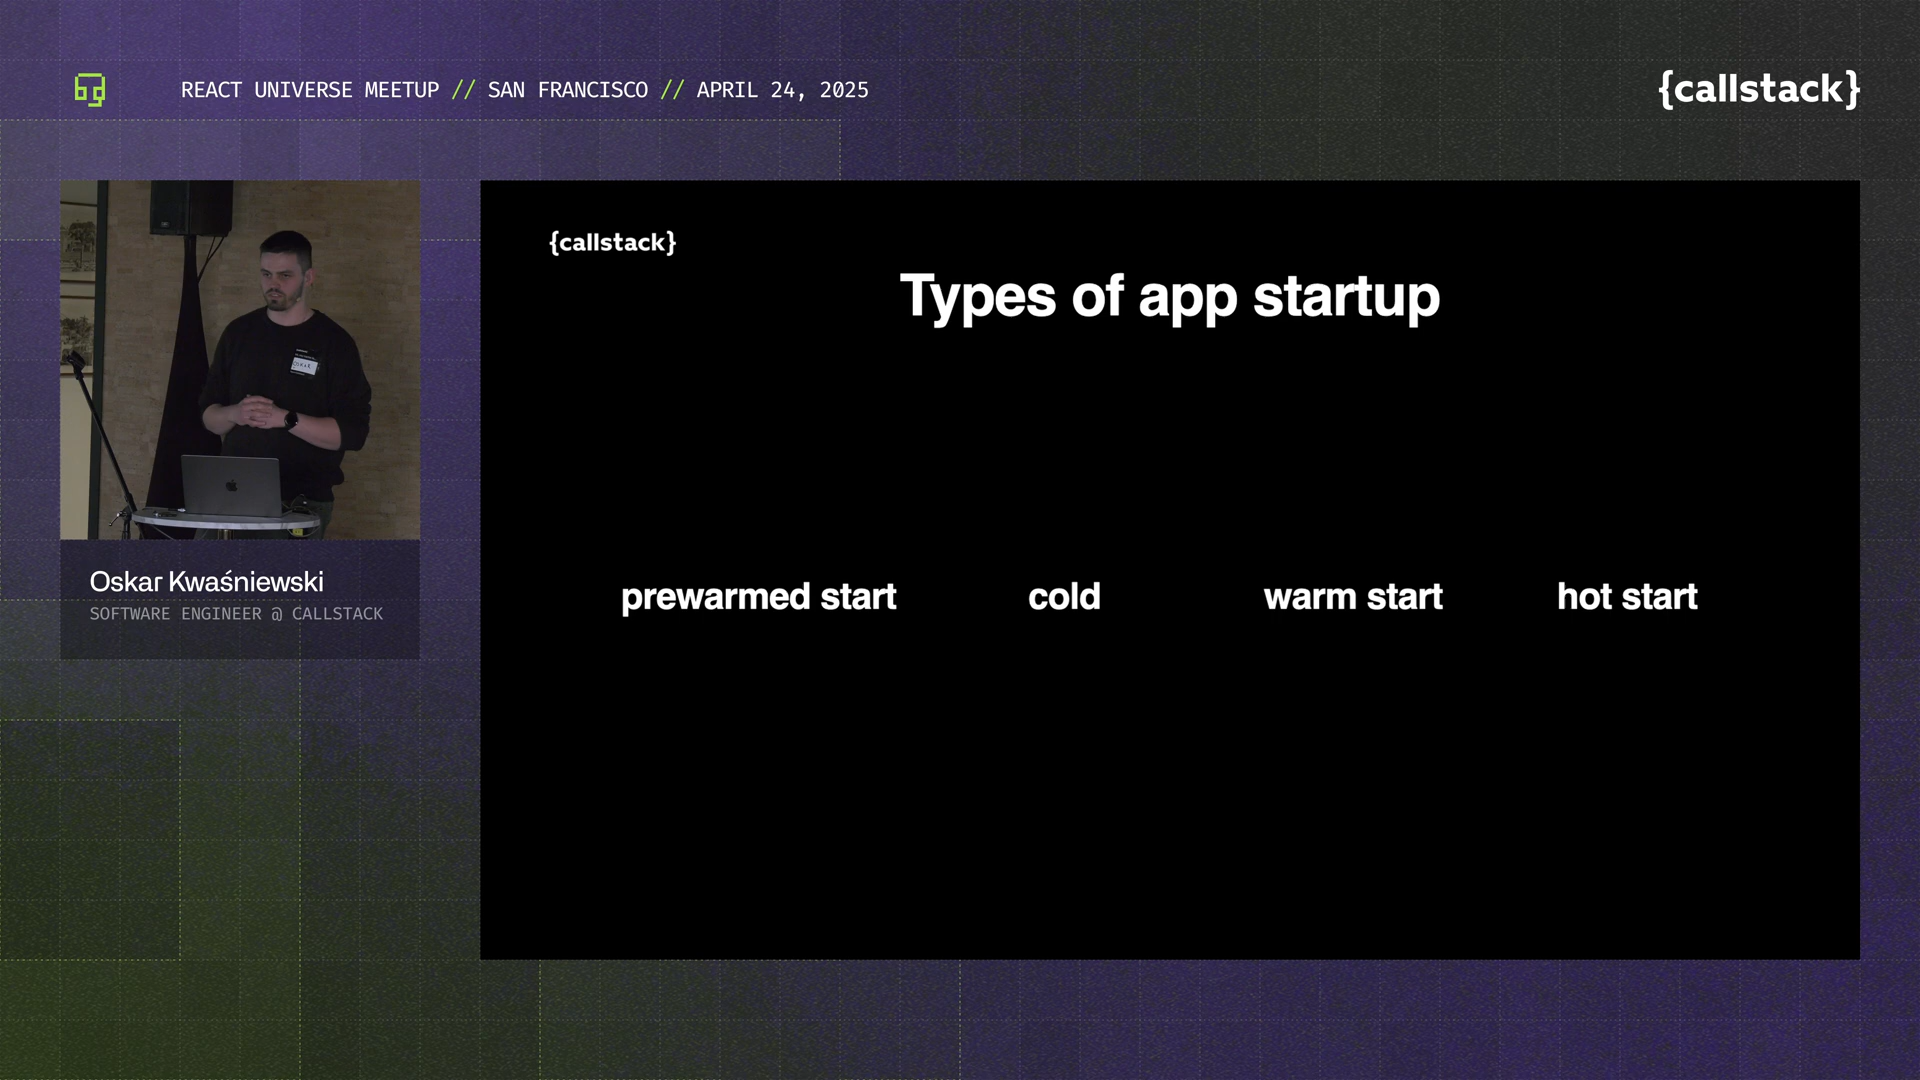 REACT UNIVERSE MEETUP // SAN FRANCISCO // APRIL 24, 2025
{callstack}
{callstack}
Types of app startup
prewarmed start
cold
warm start
hot start
Oskar Kwaśniewski
SOFTWARE ENGINEER @ CALLSTACK